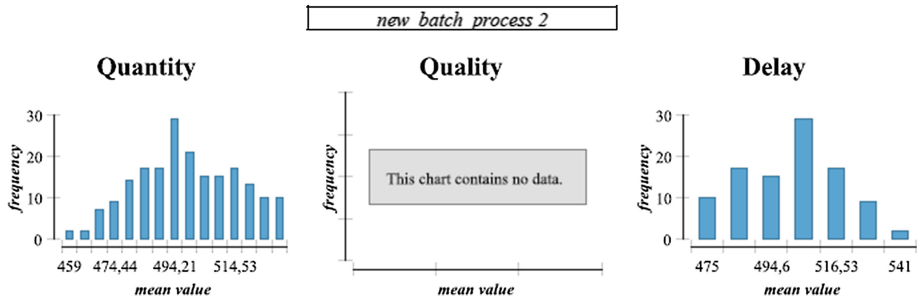 new batch process 2
Quantity
Quality
Delay
frequency
30
20
10
0
459
474,44
494,21
514,53
mean value
frequency
This chart contains no data.
mean value
frequency
30
20
10
0
475
494,6
516,53
541
mean value